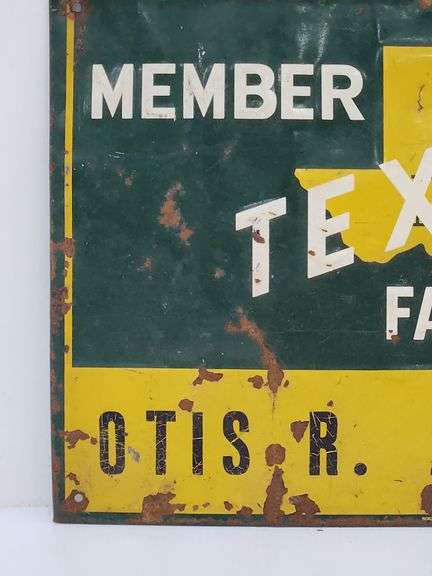 MEMBER
TEX
FA
OTIS R.